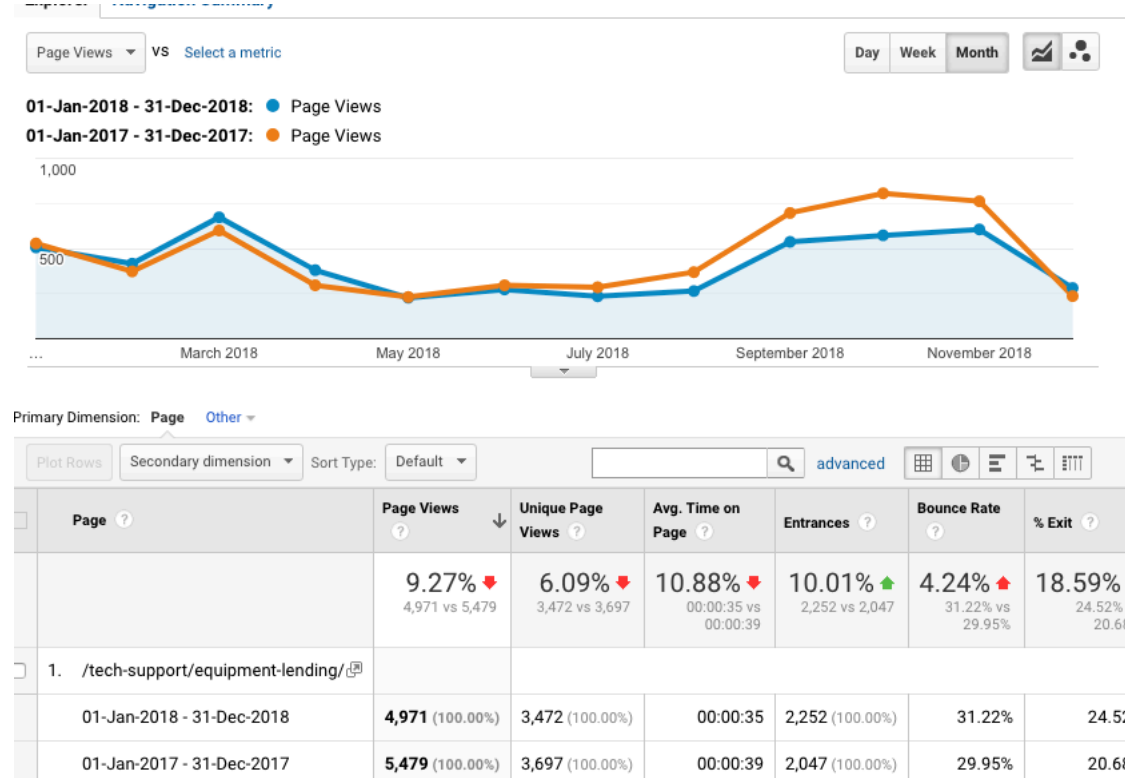 Explorer Navigation Summary
Page Views VS Select a metric Day Week Month
01-Jan-2018 - 31-Dec-2018: Page Views
01-Jan-2017 - 31-Dec-2017: Page Views
1,000
500
... March 2018 May 2018 July 2018 September 2018 November 2018
Primary Dimension: Page Other
Plot Rows Secondary dimension Sort Type: Default advanced
Page ? Page Views ? Unique Page Views ? Avg. Time on Page ? Entrances ? Bounce Rate ? % Exit ?
9.27% 6.09% 10.88% 10.01% 4.24% 18.59%
4,971 vs 5,479 3,472 vs 3,697 00:00:35 vs 00:00:39 2,252 vs 2,047 31.22% vs 29.95% 24.52%
1. /tech-support/equipment-lending/
01-Jan-2018 - 31-Dec-2018 4,971 (100.00%) 3,472 (100.00%) 00:00:35 2,252 (100.00%) 31.22% 24.52
01-Jan-2017 - 31-Dec-2017 5,479 (100.00%) 3,697 (100.00%) 00:00:39 2,047 (100.00%) 29.95% 20.68